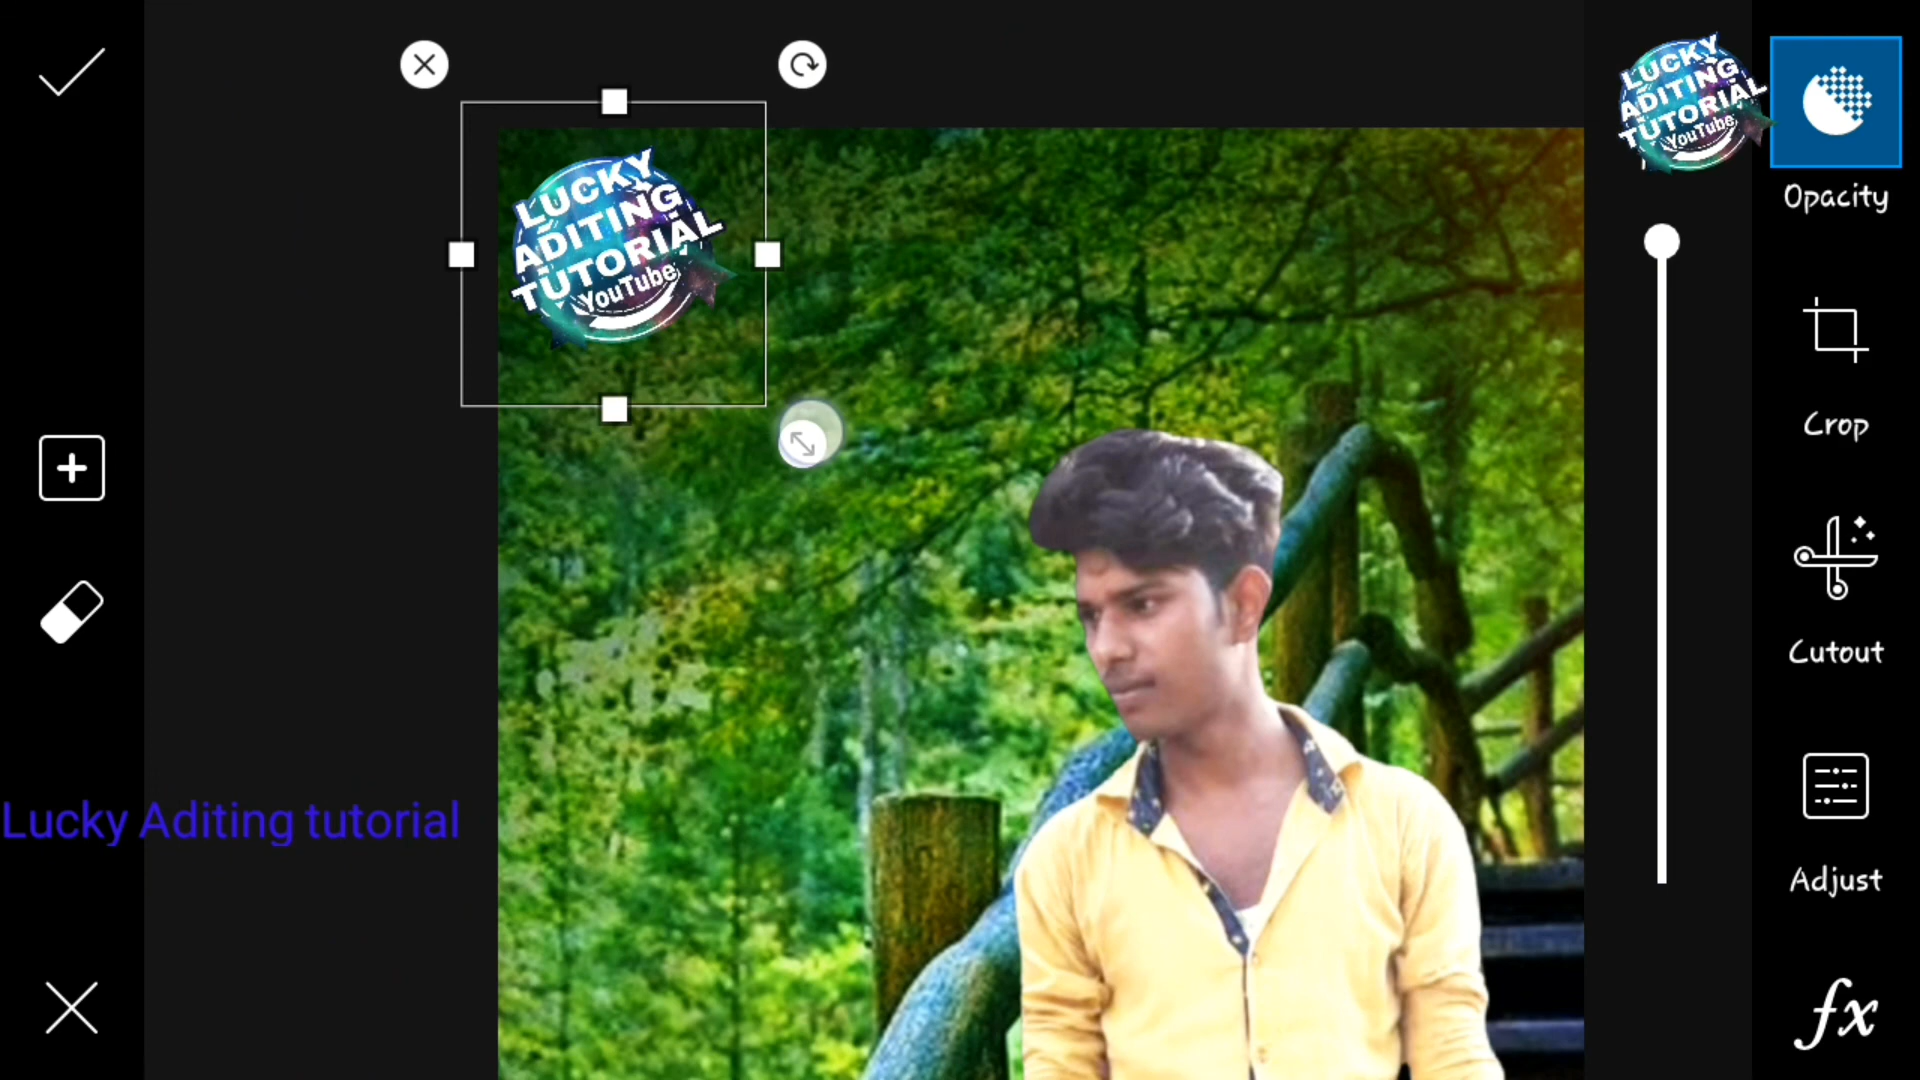 LUCKY
ADITING
TUTORIAL
YouTube
LUCKY
ADITING
TUTORIAL
YouTube
Opacity
Crop
Cutout
Lucky Aditing tutorial
Adjust
fx